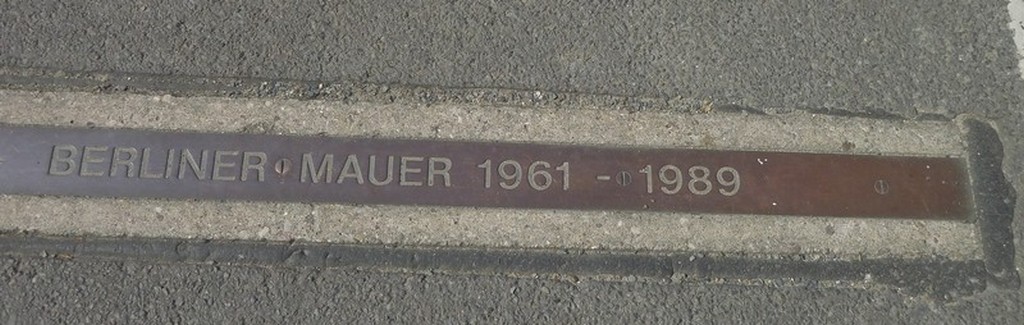 BERLINER MAUER 1961 - 1989